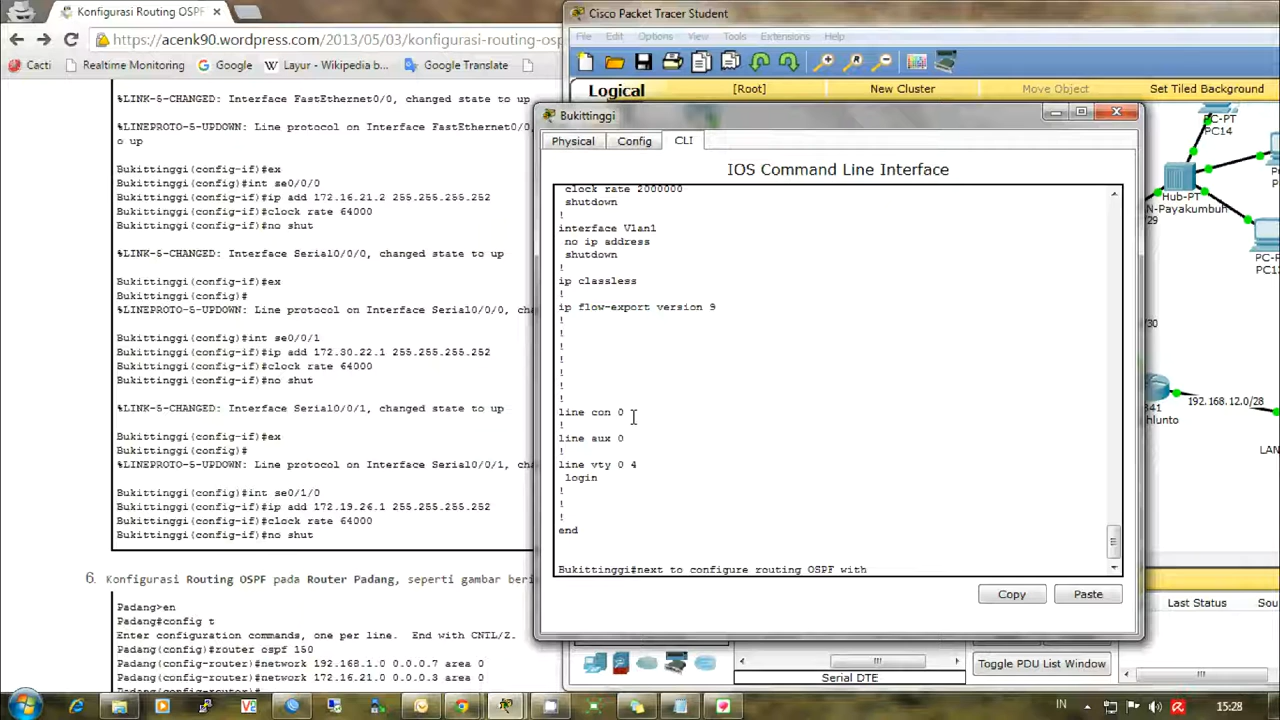 Konfigurasi Routing OSPF
https://acenk90.wordpress.com/2013/05/03/konfigurasi-routing-osp
Cacti
Realtime Monitoring
Google
Layur - Wikipedia b...
Google Translate
%LINK-5-CHANGED: Interface FastEthernet0/0, changed state to up
%LINEPROTO-5-UPDOWN: Line protocol on Interface FastEthernet0/0,
o up
Bukittinggi(config-if)#ex
Bukittinggi(config)#int se0/0/0
Bukittinggi(config-if)#ip add 172.16.21.2 255.255.255.252
Bukittinggi(config-if)#clock rate 64000
Bukittinggi(config-if)#no shut
%LINK-5-CHANGED: Interface Serial0/0/0, changed state to up
Bukittinggi(config-if)#ex
Bukittinggi(config)#
%LINEPROTO-5-UPDOWN: Line protocol on Interface Serial0/0/0, ch
Bukittinggi(config)#int se0/0/1
Bukittinggi(config-if)#ip add 172.30.22.1 255.255.255.252
Bukittinggi(config-if)#clock rate 64000
Bukittinggi(config-if)#no shut
%LINK-5-CHANGED: Interface Serial0/0/1, changed state to up
Bukittinggi(config-if)#ex
Bukittinggi(config)#
%LINEPROTO-5-UPDOWN: Line protocol on Interface Serial0/0/1, ch
Bukittinggi(config)#int se0/1/0
Bukittinggi(config-if)#ip add 172.19.26.1 255.255.255.252
Bukittinggi(config-if)#clock rate 64000
Bukittinggi(config-if)#no shut
6. Konfigurasi Routing OSPF pada Router Padang, seperti gambar beri
Padang>en
Padang#config t
Enter configuration commands, one per line. End with CNTL/Z.
Padang(config)#router ospf 150
Padang(config-router)#network 192.168.1.0 0.0.0.7 area 0
Padang(config-router)#network 172.16.21.0 0.0.0.3 area 0
Padang(config-router)#
Cisco Packet Tracer Student
File Edit Options View Tools Extensions Help
Logical
[Root]
New Cluster
Move Object
Set Tiled Background
Bukittinggi
Physical
Config
CLI
IOS Command Line Interface
clock rate 2000000
shutdown
!
interface Vlan1
no ip address
shutdown
!
ip classless
!
ip flow-export version 9
!
!
!
!
!
!
!
line con 0
!
line aux 0
!
line vty 0 4
login
!
!
!
end
Bukittinggi#next to configure routing OSPF with
Copy
Paste
PC-PT
PC14
Hub-PT
N-Payakumbuh
/29
PC-P
PC1
/30
192.168.12.0/28
341
hlunto
LAN
Last Status
Sou
Toggle PDU List Window
Serial DTE
IN
15:28